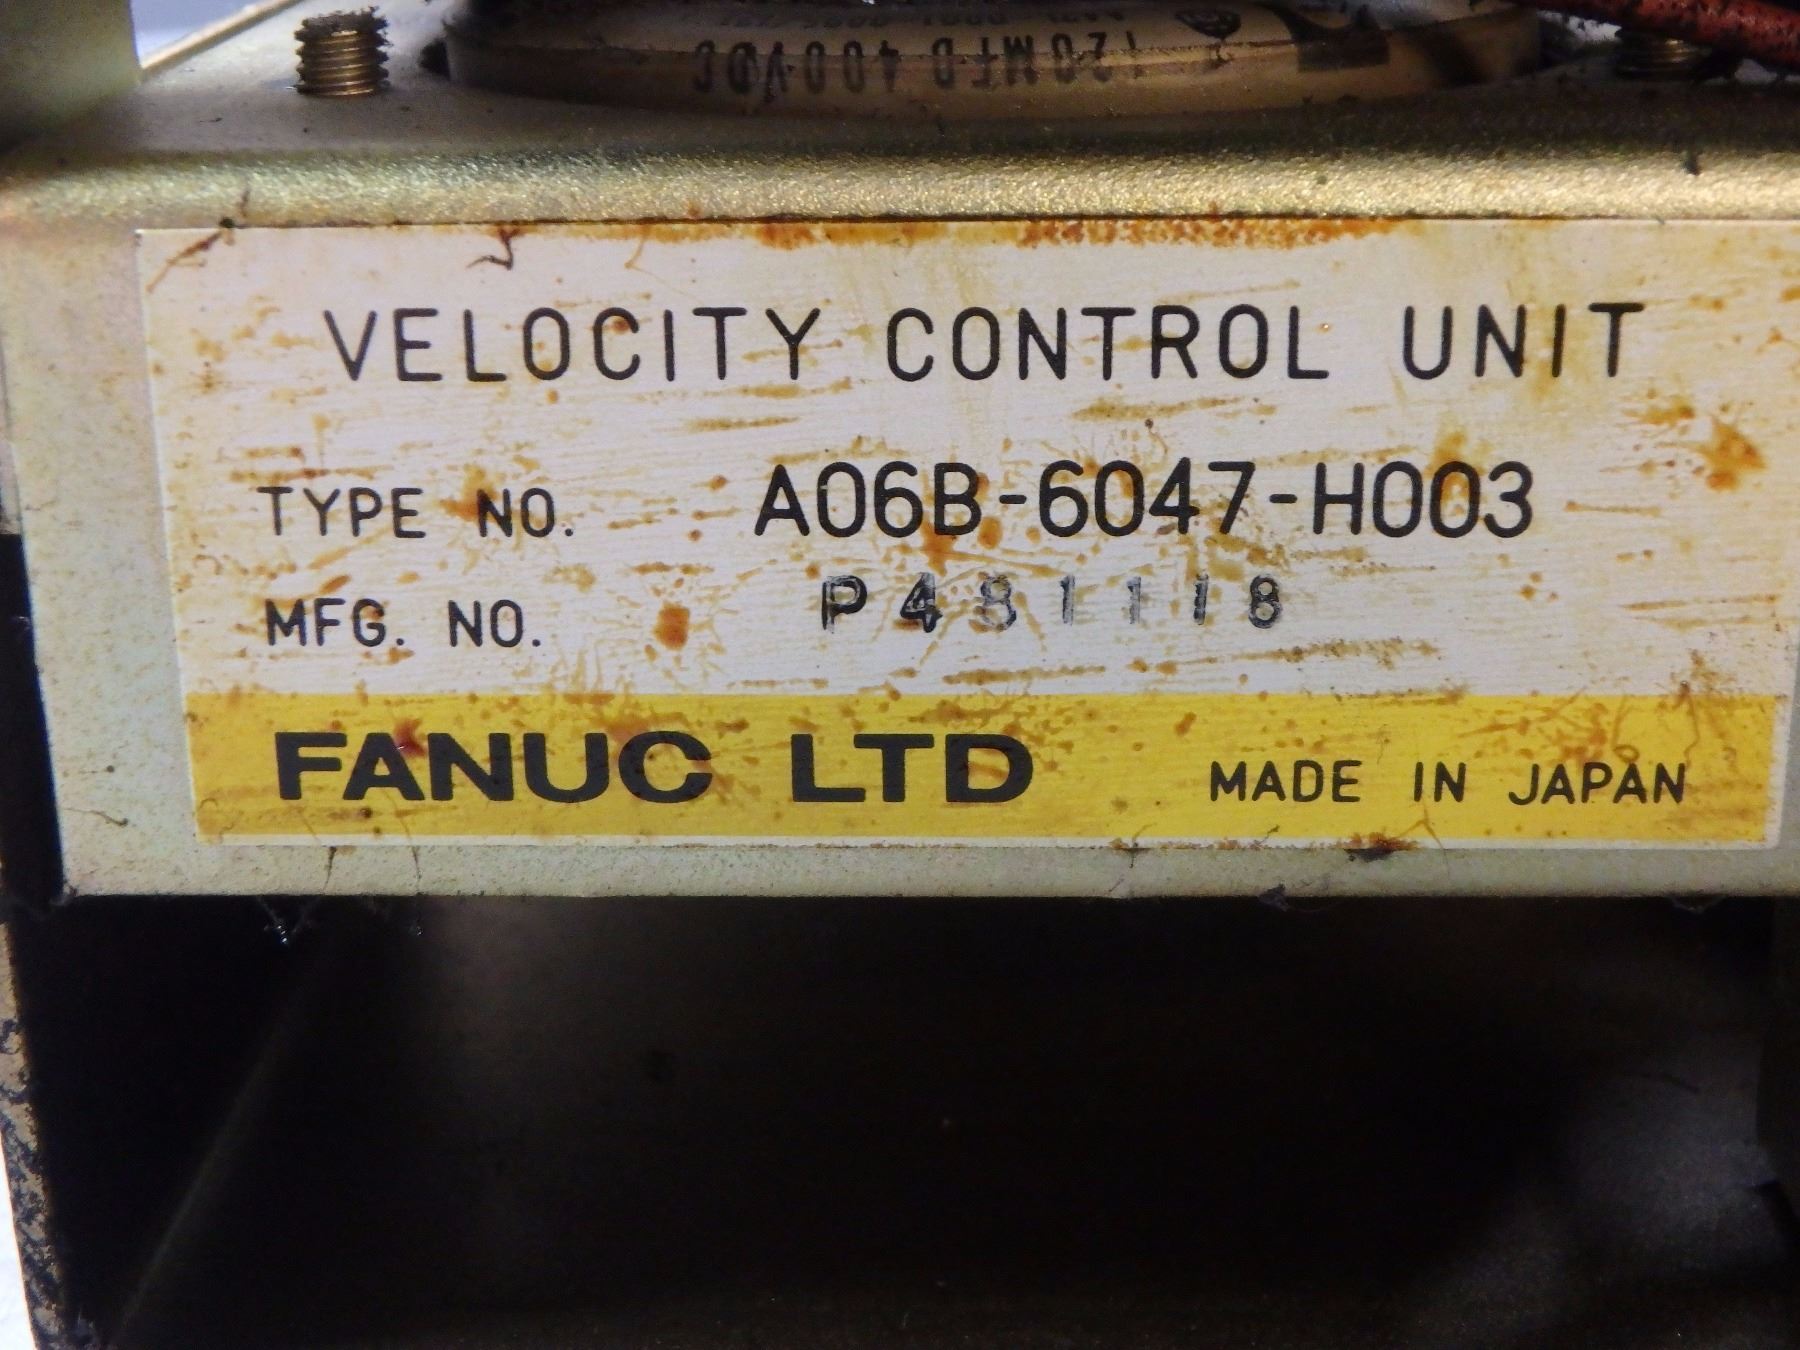 120MFD 400VDC
VELOCITY CONTROL UNIT
TYPE NO. A06B-6047-H003
MFG. NO. P481118
FANUC LTD MADE IN JAPAN